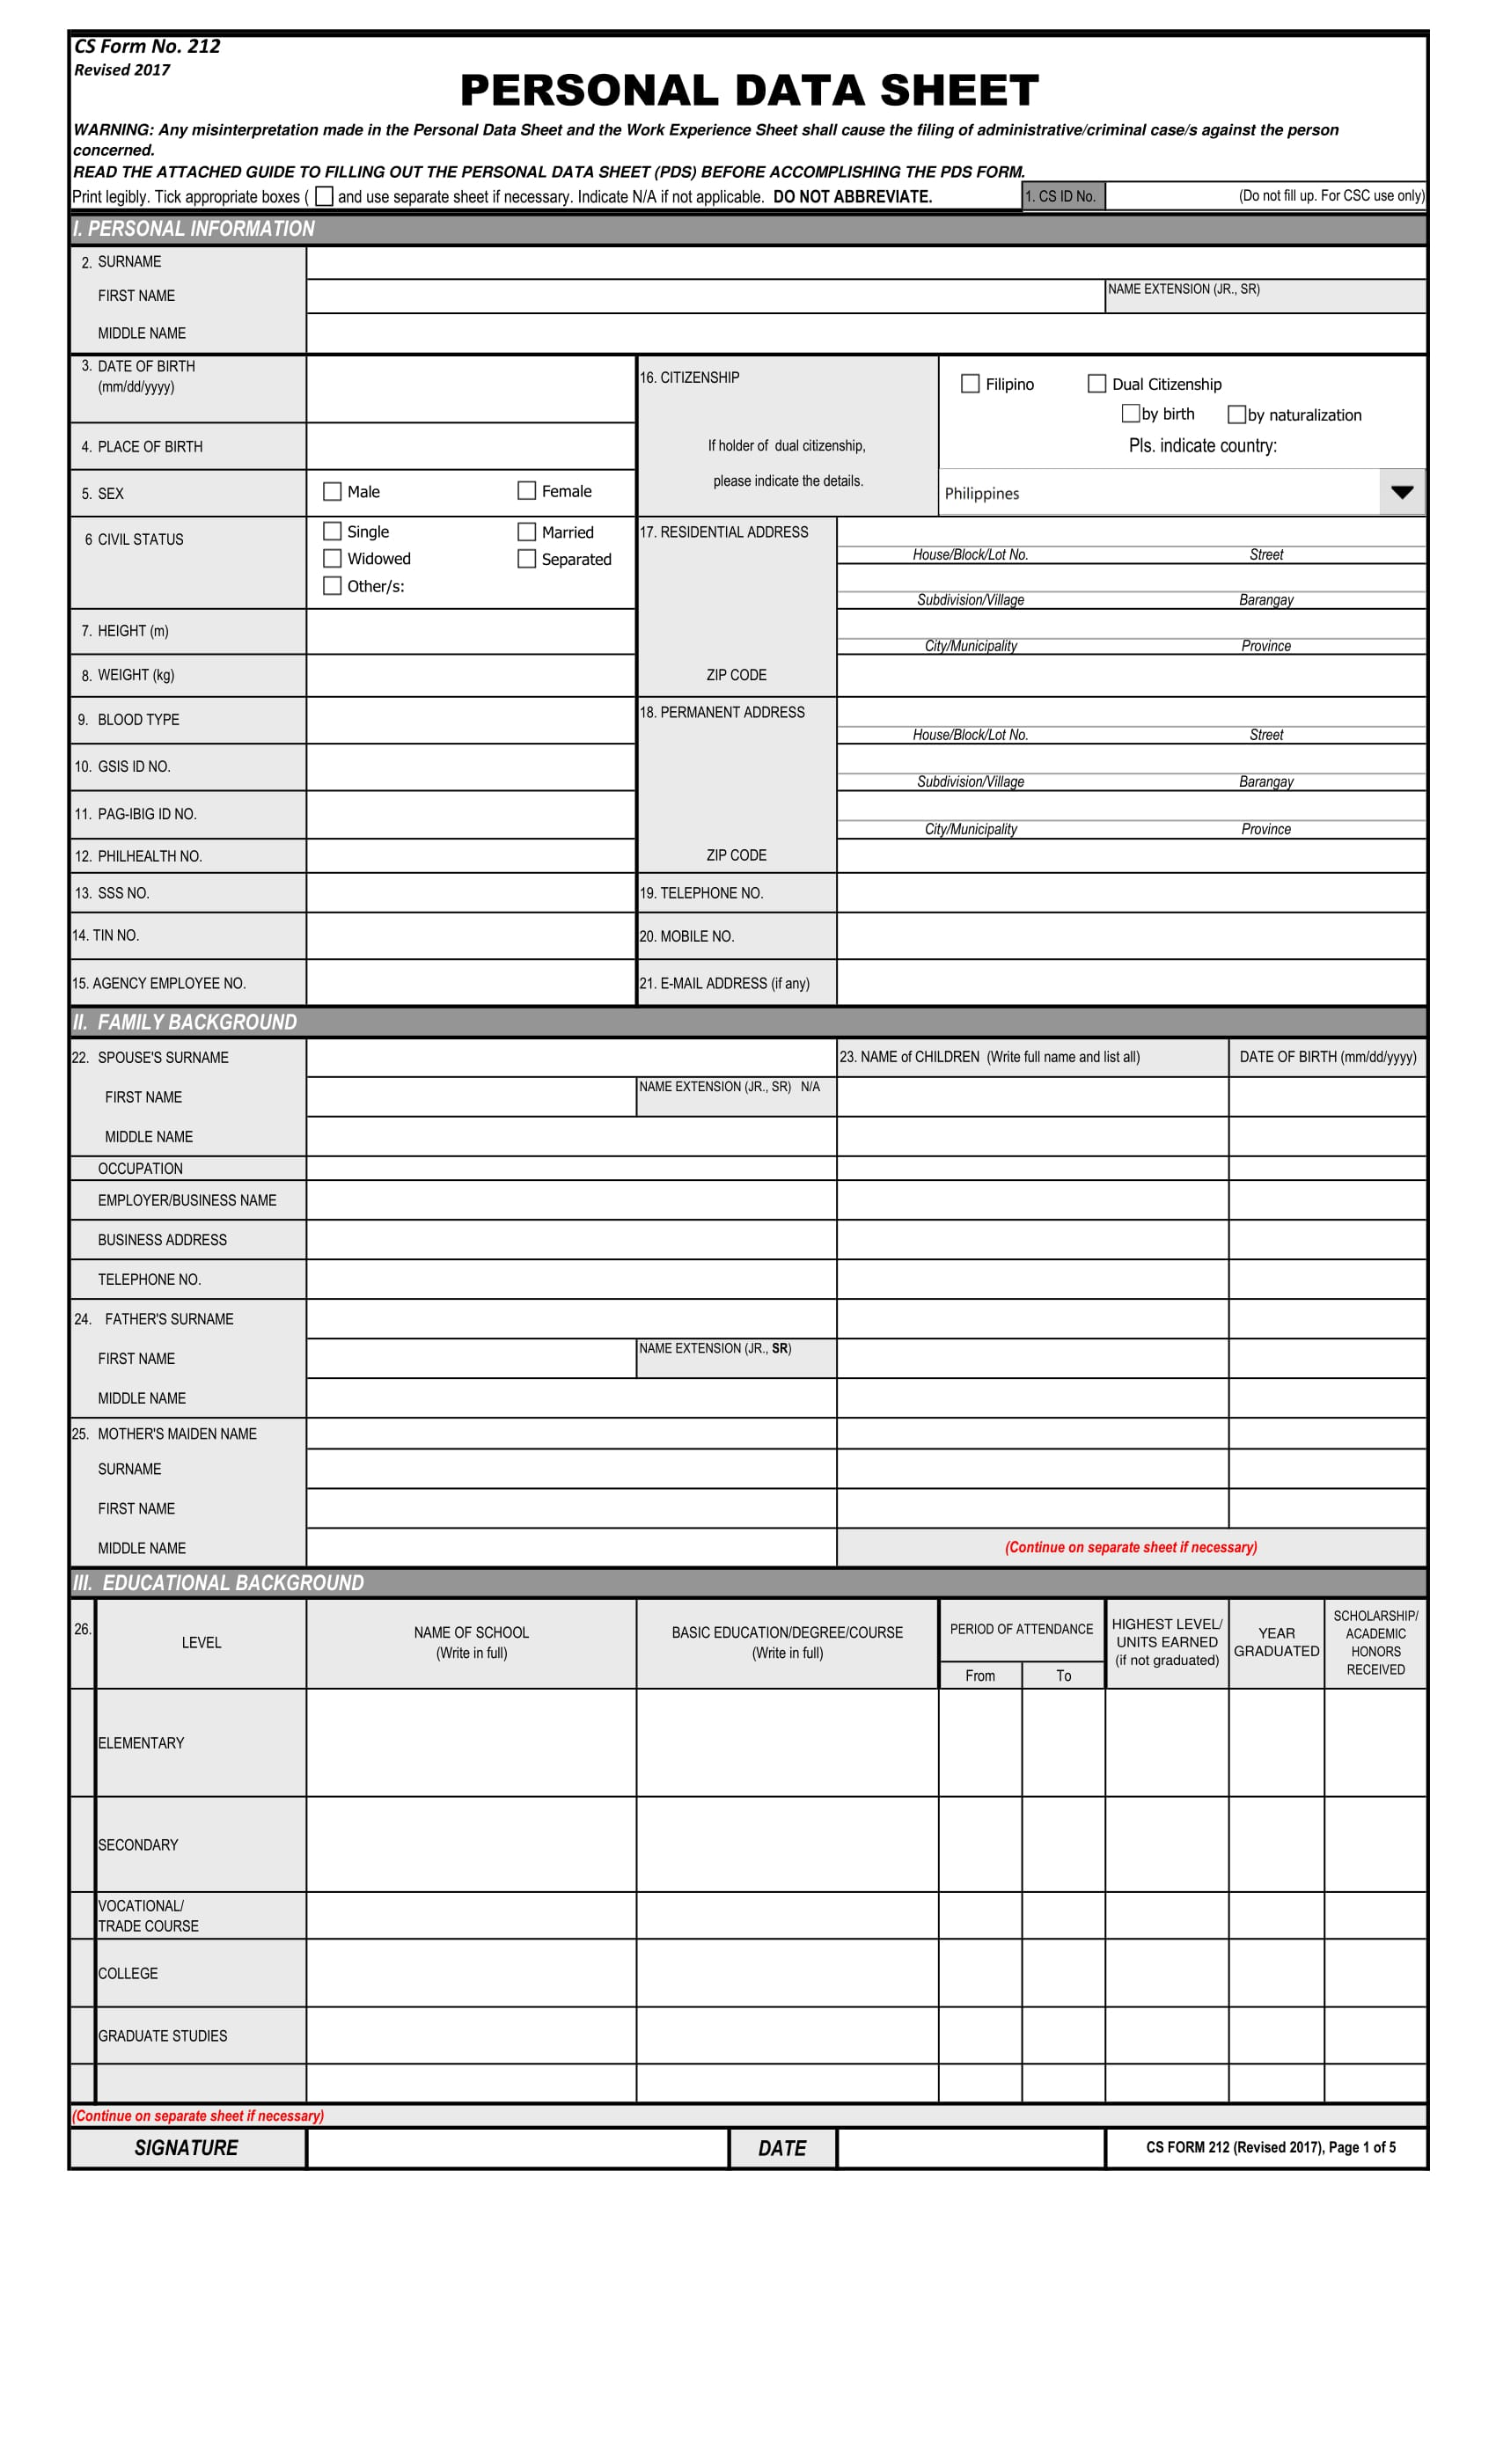 CS Form No. 212
Revised 2017
PERSONAL DATA SHEET
WARNING: Any misinterpretation made in the Personal Data Sheet and the Work Experience Sheet shall cause the filing of administrative/criminal case/s against the person
concerned.
READ THE ATTACHED GUIDE TO FILLING OUT THE PERSONAL DATA SHEET (PDS) BEFORE ACCOMPLISHING THE PDS FORM.
Print legibly. Tick appropriate boxes ( and use separate sheet if necessary. Indicate N/A if not applicable. DO NOT ABBREVIATE.
1. CS ID No.
(Do not fill up. For CSC use only)
I. PERSONAL INFORMATION
2. SURNAME
FIRST NAME
NAME EXTENSION (JR., SR)
MIDDLE NAME
3. DATE OF BIRTH
(mm/dd/yyyy)
4. PLACE OF BIRTH
5. SEX
Male Female
6 CIVIL STATUS
Single Married
Widowed Separated
Other/s:
7. HEIGHT (m)
8. WEIGHT (kg)
9. BLOOD TYPE
10. GSIS ID NO.
11. PAG-IBIG ID NO.
12. PHILHEALTH NO.
13. SSS NO.
14. TIN NO.
15. AGENCY EMPLOYEE NO.
16. CITIZENSHIP
If holder of dual citizenship,
please indicate the details.
Filipino Dual Citizenship
by birth by naturalization
Pls. indicate country:
Philippines
17. RESIDENTIAL ADDRESS
House/Block/Lot No. Street
Subdivision/Village Barangay
City/Municipality Province
ZIP CODE
18. PERMANENT ADDRESS
House/Block/Lot No. Street
Subdivision/Village Barangay
City/Municipality Province
ZIP CODE
19. TELEPHONE NO.
20. MOBILE NO.
21. E-MAIL ADDRESS (if any)
II. FAMILY BACKGROUND
22. SPOUSE'S SURNAME
FIRST NAME
NAME EXTENSION (JR., SR) N/A
MIDDLE NAME
OCCUPATION
EMPLOYER/BUSINESS NAME
BUSINESS ADDRESS
TELEPHONE NO.
24. FATHER'S SURNAME
FIRST NAME
NAME EXTENSION (JR., SR)
MIDDLE NAME
25. MOTHER'S MAIDEN NAME
SURNAME
FIRST NAME
MIDDLE NAME
23. NAME of CHILDREN (Write full name and list all)
DATE OF BIRTH (mm/dd/yyyy)
(Continue on separate sheet if necessary)
III. EDUCATIONAL BACKGROUND
26.
LEVEL
NAME OF SCHOOL
(Write in full)
BASIC EDUCATION/DEGREE/COURSE
(Write in full)
PERIOD OF ATTENDANCE
From To
HIGHEST LEVEL/
UNITS EARNED
(if not graduated)
YEAR
GRADUATED
SCHOLARSHIP/
ACADEMIC
HONORS
RECEIVED
ELEMENTARY
SECONDARY
VOCATIONAL/
TRADE COURSE
COLLEGE
GRADUATE STUDIES
(Continue on separate sheet if necessary)
SIGNATURE
DATE
CS FORM 212 (Revised 2017), Page 1 of 5